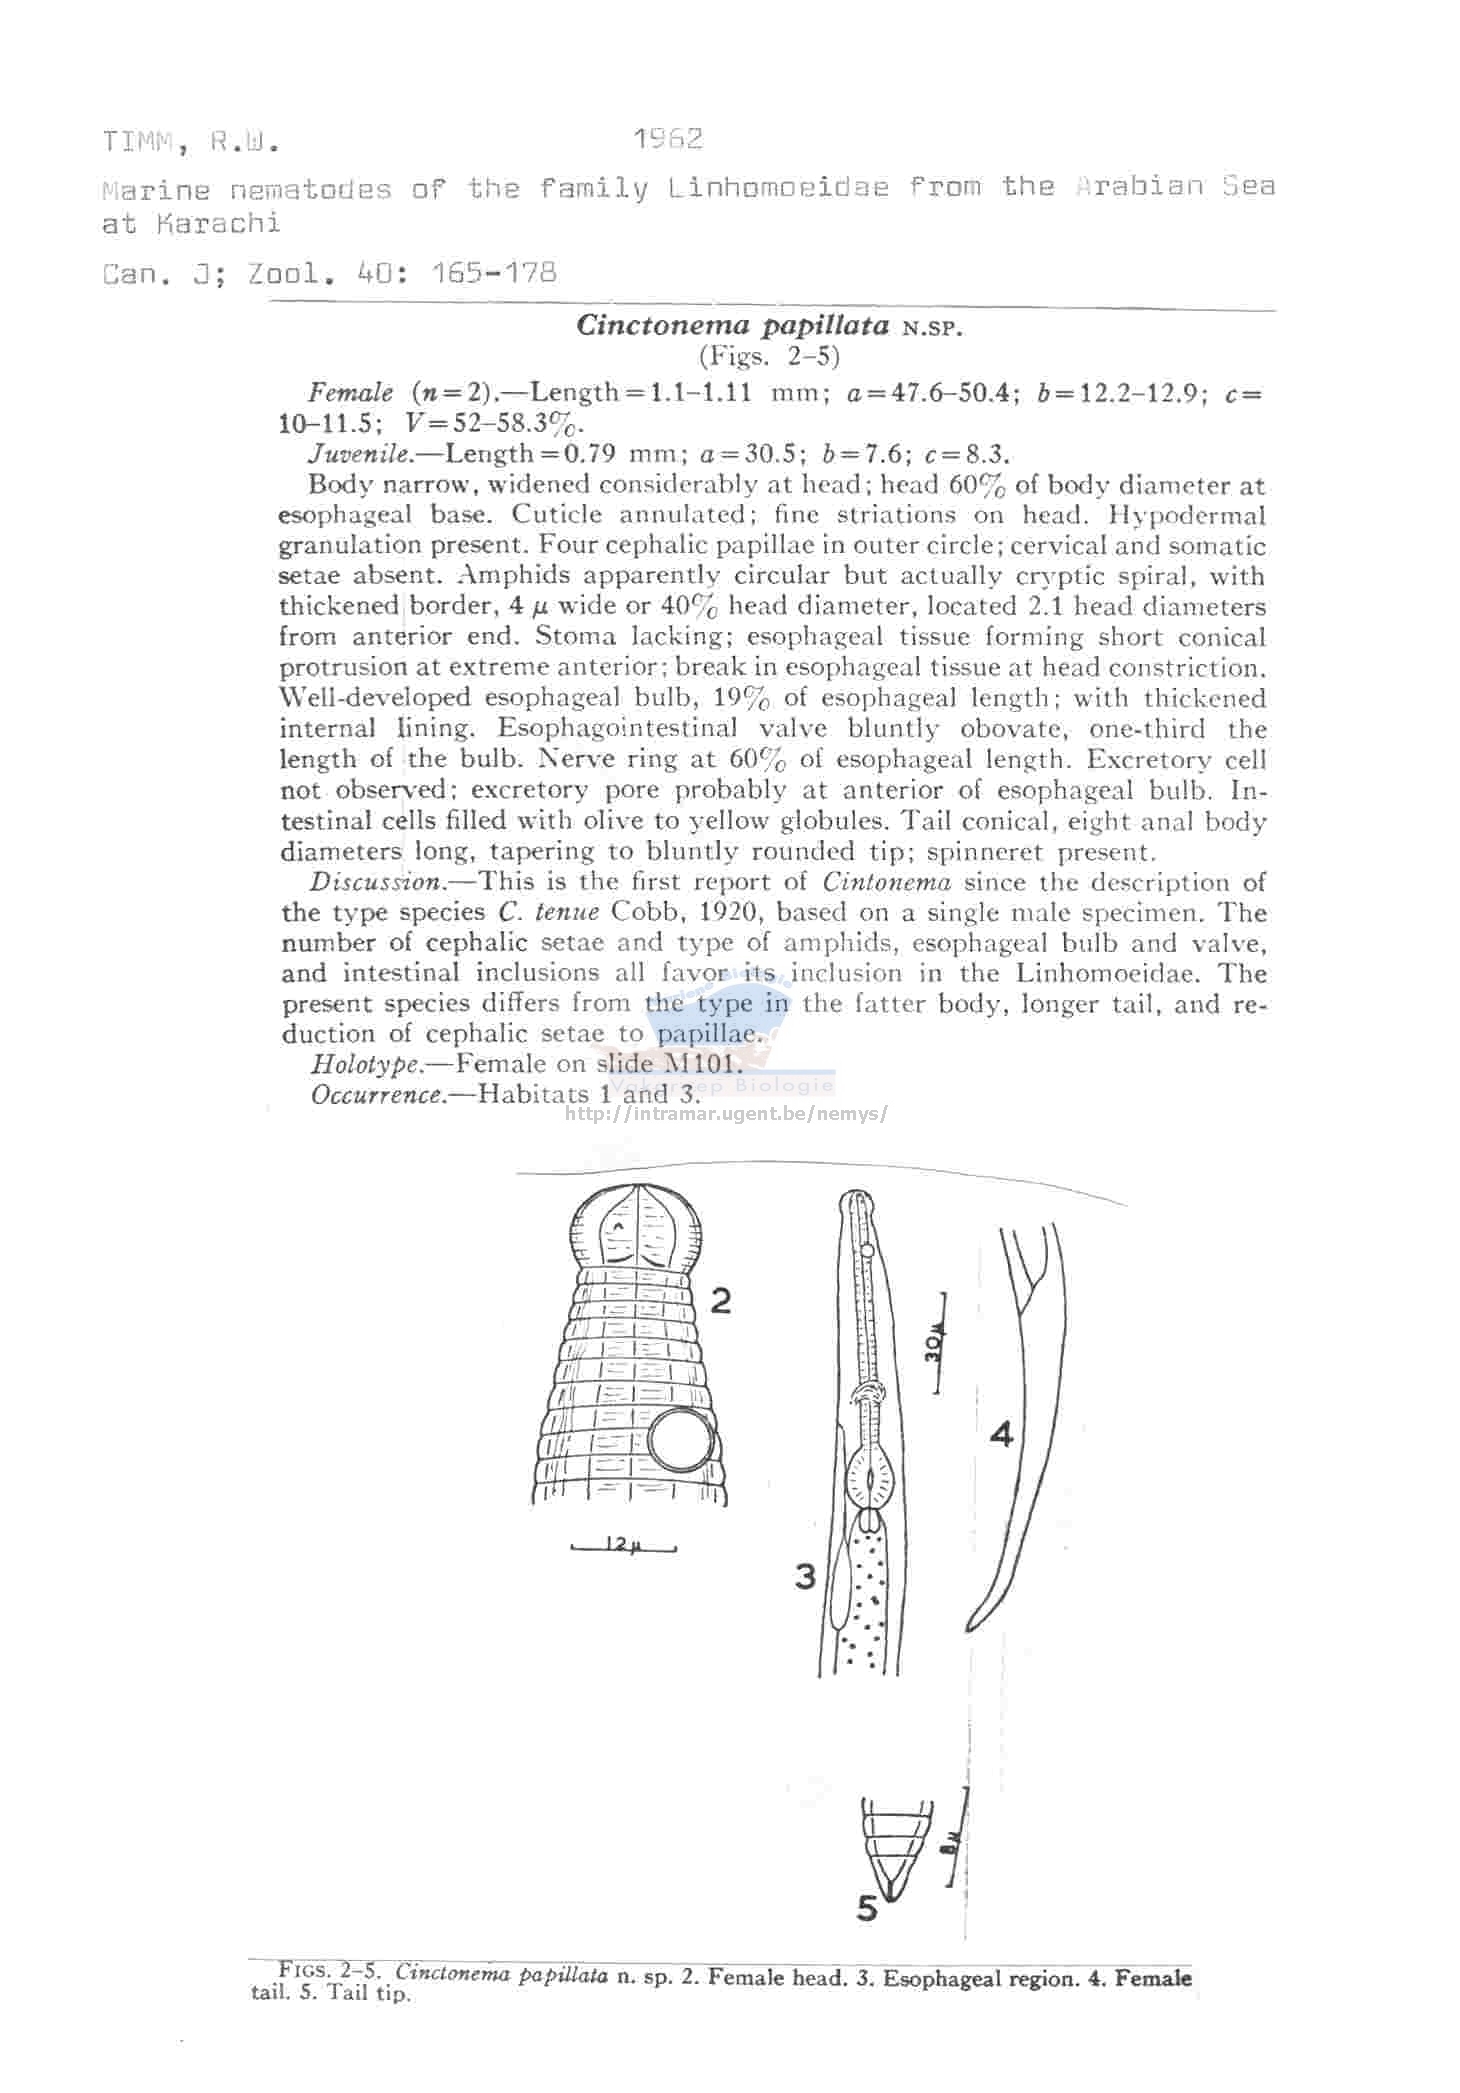 TIMM, R.W. 1962
Marine nematodes of the family Linhomoeidae from the Arabian Sea
at Karachi
Can. J; Zool. 40: 165-178
Cinctonema papillata N.SP.
(Figs. 2–5)
Female (n=2).—Length=1.1–1.11 mm; a=47.6–50.4; b=12.2–12.9; c=
10–11.5; V=52–58.3%.
Juvenile.—Length=0.79 mm; a=30.5; b=7.6; c=8.3.
Body narrow, widened considerably at head; head 60% of body diameter at
esophageal base. Cuticle annulated; fine striations on head. Hypodermal
granulation present. Four cephalic papillae in outer circle; cervical and somatic
setae absent. Amphids apparently circular but actually cryptic spiral, with
thickened border, 4 μ wide or 40% head diameter, located 2.1 head diameters
from anterior end. Stoma lacking; esophageal tissue forming short conical
protrusion at extreme anterior; break in esophageal tissue at head constriction.
Well-developed esophageal bulb, 19% of esophageal length; with thickened
internal lining. Esophagointestinal valve bluntly obovate, one-third the
length of the bulb. Nerve ring at 60% of esophageal length. Excretory cell
not observed; excretory pore probably at anterior of esophageal bulb. In-
testinal cells filled with olive to yellow globules. Tail conical, eight anal body
diameters long, tapering to bluntly rounded tip; spinneret present.
Discussion.—This is the first report of Cintonema since the description of
the type species C. tenue Cobb, 1920, based on a single male specimen. The
number of cephalic setae and type of amphids, esophageal bulb and valve,
and intestinal inclusions all favor its inclusion in the Linhomoeidae. The
present species differs from the type in the fatter body, longer tail, and re-
duction of cephalic setae to papillae.
Holotype.—Female on slide M101.
Occurrence.—Habitats 1 and 3.
Vakgroep Biologie
http://intramar.ugent.be/nemys/
2
12μ
3
30μ
4
5
8μ
FIGS. 2–5. Cinctonema papillata n. sp. 2. Female head. 3. Esophageal region. 4. Female
tail. 5. Tail tip.